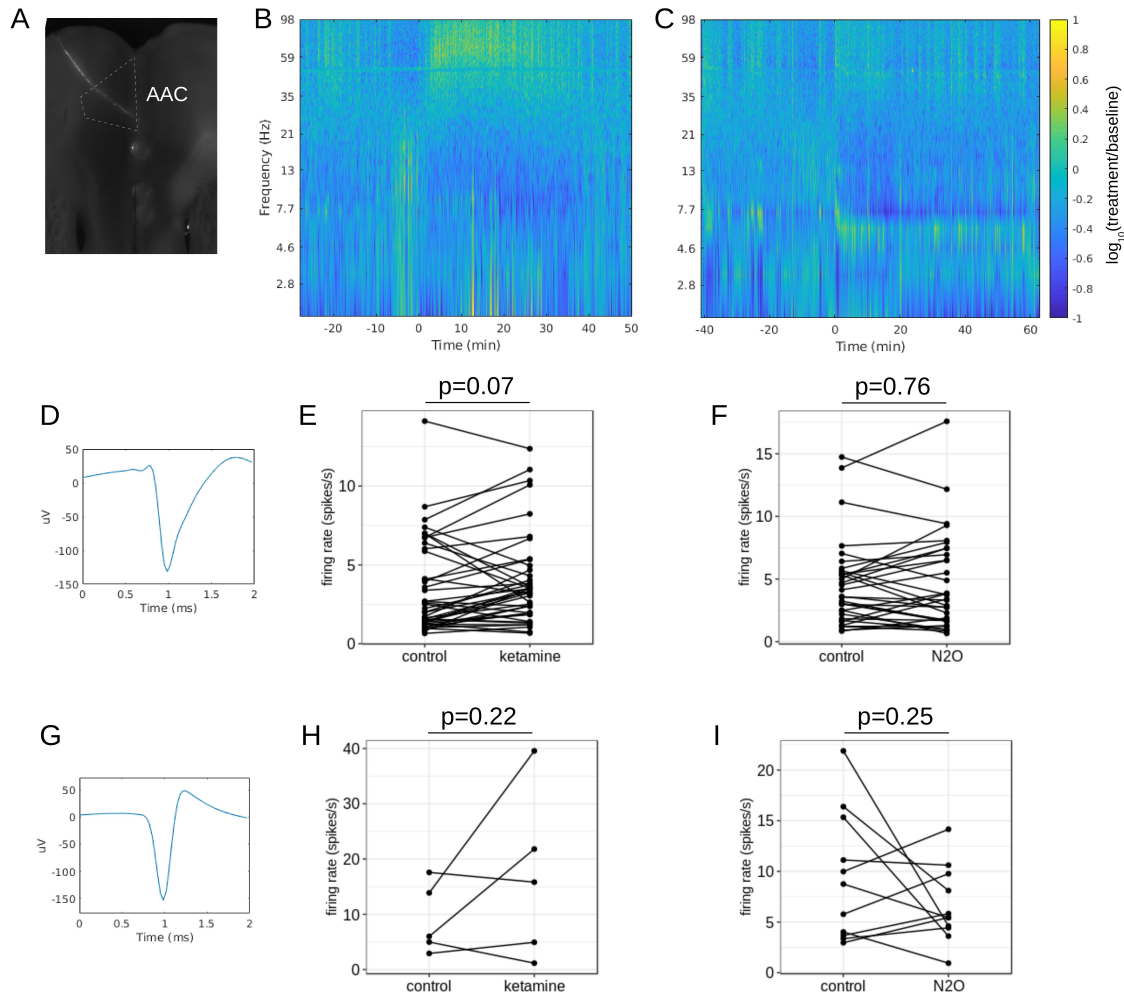 A
AAC
B
98
59
35
21
13
7.7
4.6
2.8
Frequency (Hz)
-20
-10
0
10
20
30
40
50
Time (min)
C
98
59
35
21
13
7.7
4.6
2.8
-40
-20
0
20
40
60
Time (min)
1
0.8
0.6
0.4
0.2
0
-0.2
-0.4
-0.6
-0.8
-1
log10(treatment/baseline)
D
50
0
-50
-100
-150
uV
0
0.5
1
1.5
2
Time (ms)
E
p=0.07
10
5
0
firing rate (spikes/s)
control
ketamine
F
p=0.76
15
10
5
0
firing rate (spikes/s)
control
N2O
G
50
0
-50
-100
-150
uV
0
0.5
1
1.5
2
Time (ms)
H
p=0.22
40
30
20
10
0
firing rate (spikes/s)
control
ketamine
I
p=0.25
20
15
10
5
0
firing rate (spikes/s)
control
N2O